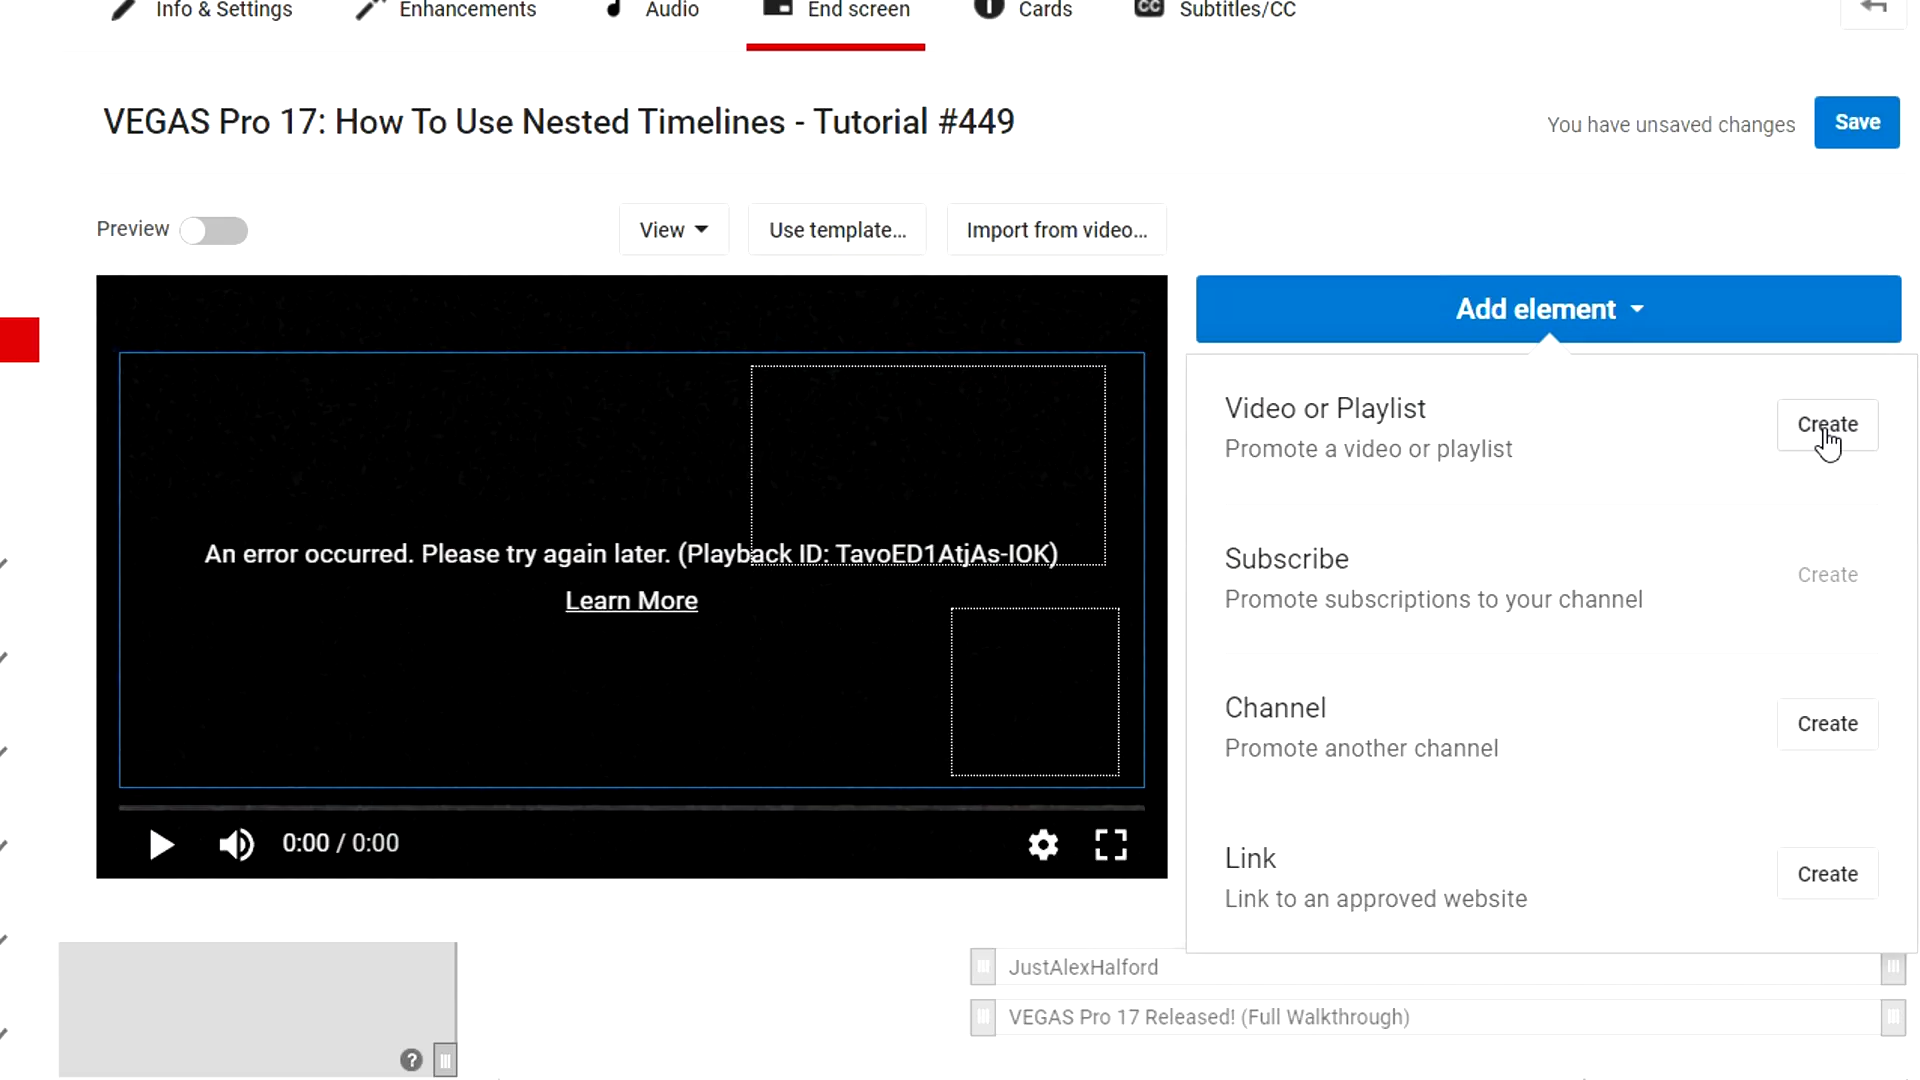 Info & Settings
Enhancements
Audio
End screen
Cards
CC Subtitles/CC
VEGAS Pro 17: How To Use Nested Timelines - Tutorial #449
You have unsaved changes
Save
Preview
View
Use template...
Import from video...
Add element
An error occurred. Please try again later. (Playback ID: TavoED1AtjAs-IOK)
Learn More
0:00 / 0:00
Video or Playlist
Promote a video or playlist
Create
Subscribe
Promote subscriptions to your channel
Create
Channel
Promote another channel
Create
Link
Link to an approved website
Create
JustAlexHalford
VEGAS Pro 17 Released! (Full Walkthrough)
?